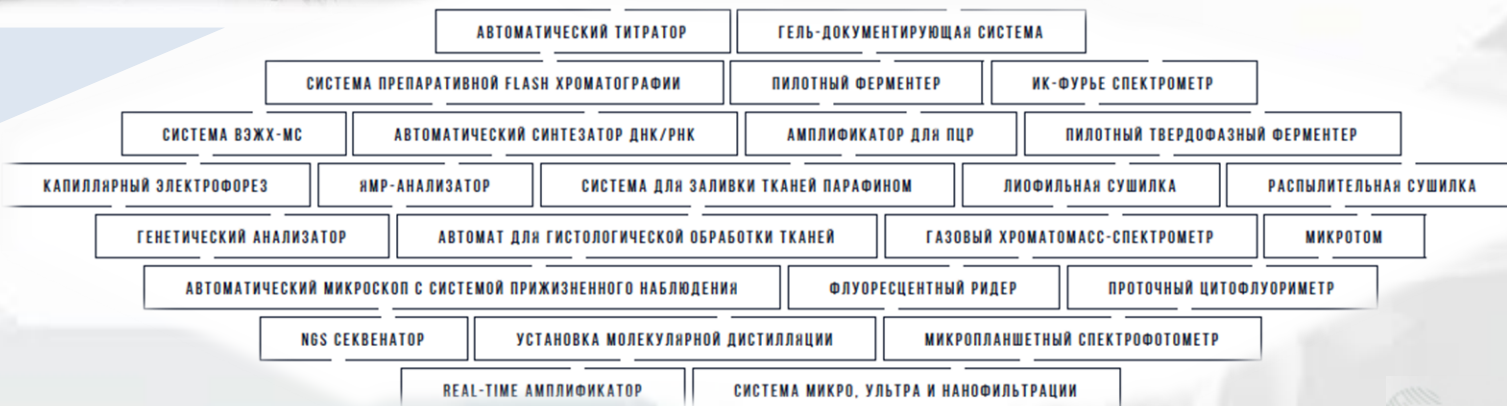 АВТОМАТИЧЕСКИЙ ТИТРАТОР ГЕЛЬ-ДОКУМЕНТИРУЮЩАЯ СИСТЕМА
СИСТЕМА ПРЕПАРАТИВНОЙ FLASH ХРОМАТОГРАФИИ ПИЛОТНЫЙ ФЕРМЕНТЕР ИК-ФУРЬЕ СПЕКТРОМЕТР
СИСТЕМА ВЭЖХ-МС АВТОМАТИЧЕСКИЙ СИНТЕЗАТОР ДНК/РНК АМПЛИФИКАТОР ДЛЯ ПЦР ПИЛОТНЫЙ ТВЕРДОФАЗНЫЙ ФЕРМЕНТЕР
КАПИЛЛЯРНЫЙ ЭЛЕКТРОФОРЕЗ ЯМР-АНАЛИЗАТОР СИСТЕМА ДЛЯ ЗАЛИВКИ ТКАНЕЙ ПАРАФИНОМ ЛИОФИЛЬНАЯ СУШИЛКА РАСПЫЛИТЕЛЬНАЯ СУШИЛКА
ГЕНЕТИЧЕСКИЙ АНАЛИЗАТОР АВТОМАТ ДЛЯ ГИСТОЛОГИЧЕСКОЙ ОБРАБОТКИ ТКАНЕЙ ГАЗОВЫЙ ХРОМАТОМАСС-СПЕКТРОМЕТР МИКРОТОМ
АВТОМАТИЧЕСКИЙ МИКРОСКОП С СИСТЕМОЙ ПРИЖИЗНЕННОГО НАБЛЮДЕНИЯ ФЛУОРЕСЦЕНТНЫЙ РИДЕР ПРОТОЧНЫЙ ЦИТОФЛУОРИМЕТР
NGS СЕКВЕНАТОР УСТАНОВКА МОЛЕКУЛЯРНОЙ ДИСТИЛЛЯЦИИ МИКРОПЛАНШЕТНЫЙ СПЕКТРОФОТОМЕТР
REAL-TIME АМПЛИФИКАТОР СИСТЕМА МИКРО, УЛЬТРА И НАНОФИЛЬТРАЦИИ